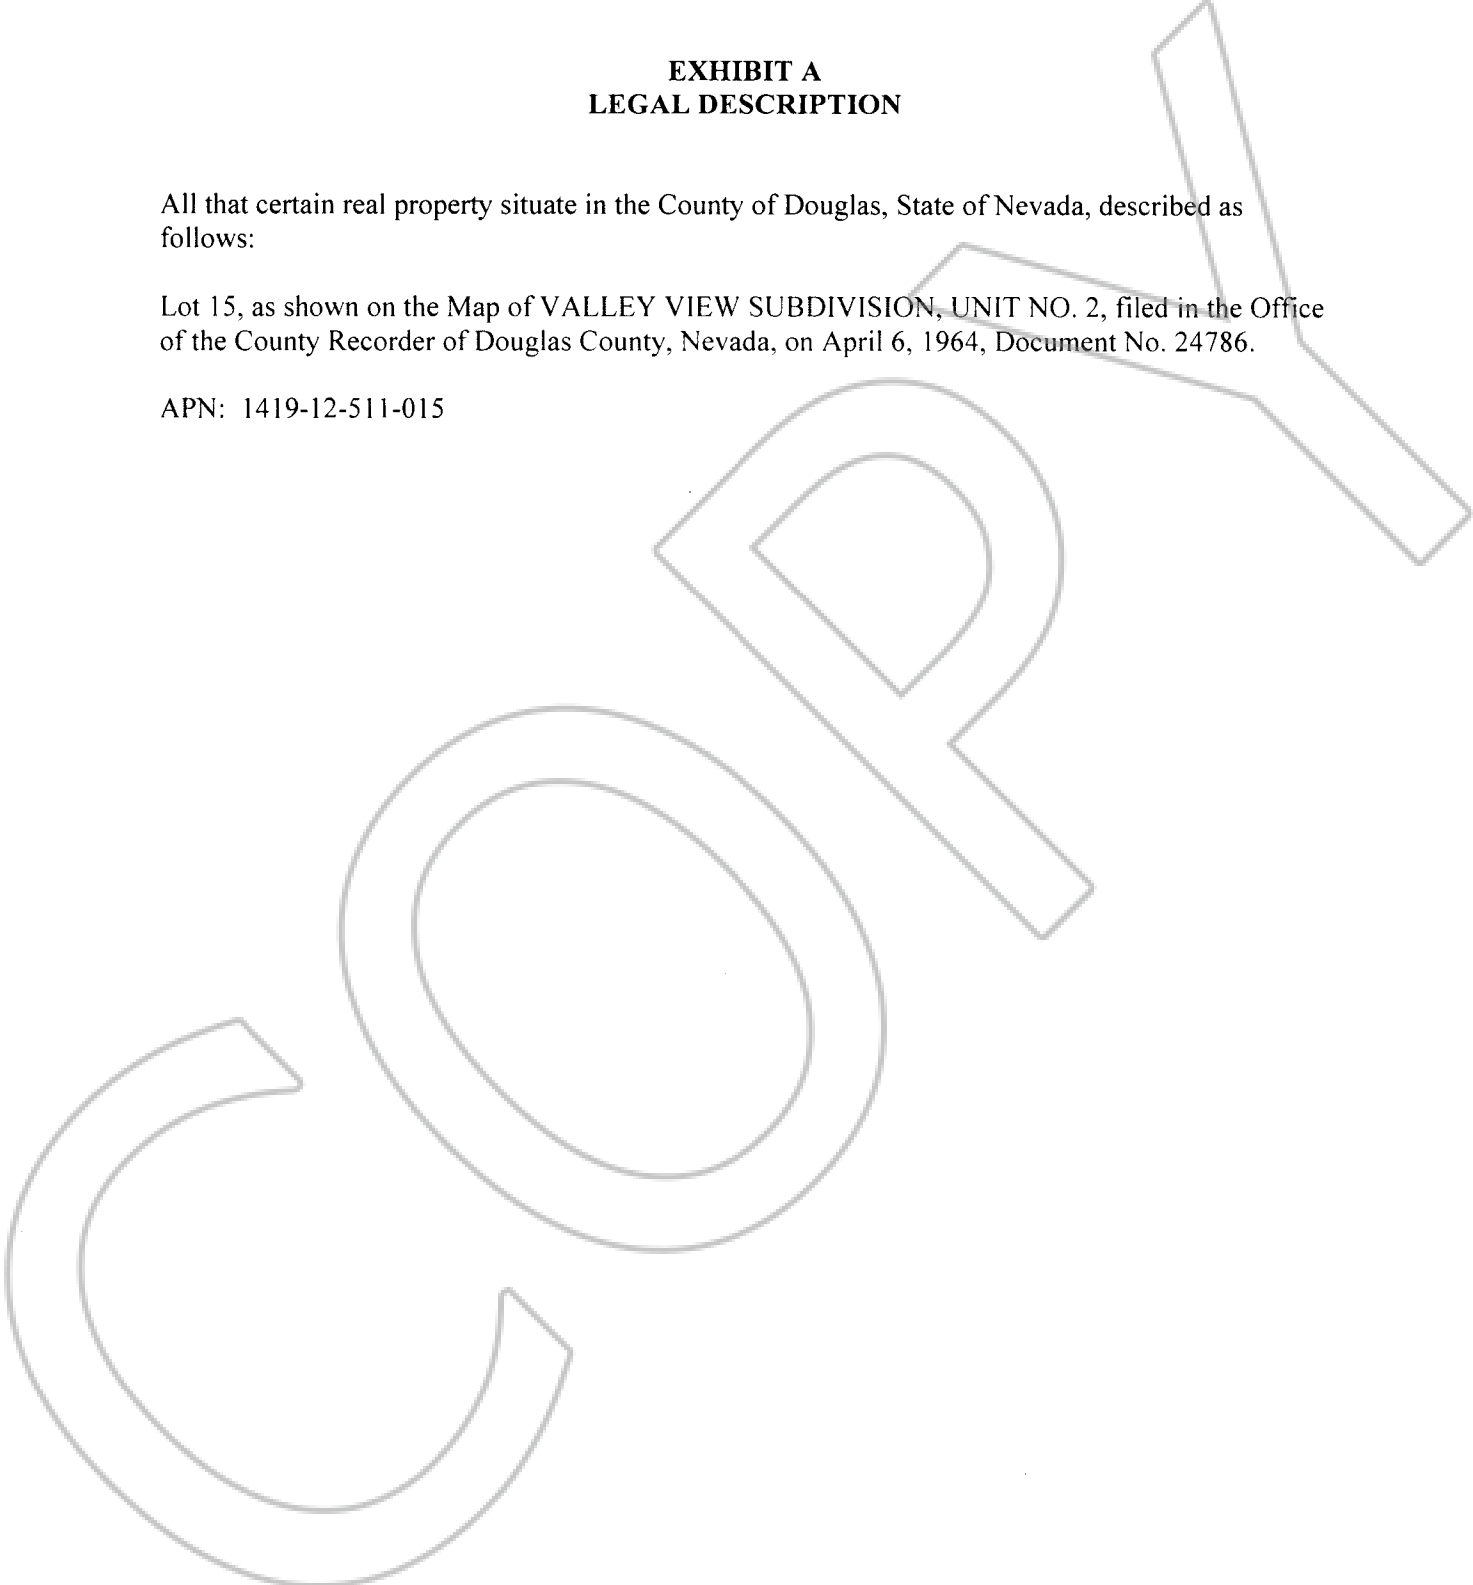 EXHIBIT A
LEGAL DESCRIPTION
All that certain real property situate in the County of Douglas, State of Nevada, described as
follows:
Lot 15, as shown on the Map of VALLEY VIEW SUBDIVISION, UNIT NO. 2, filed in the Office
of the County Recorder of Douglas County, Nevada, on April 6, 1964, Document No. 24786.
APN: 1419-12-511-015
COPY